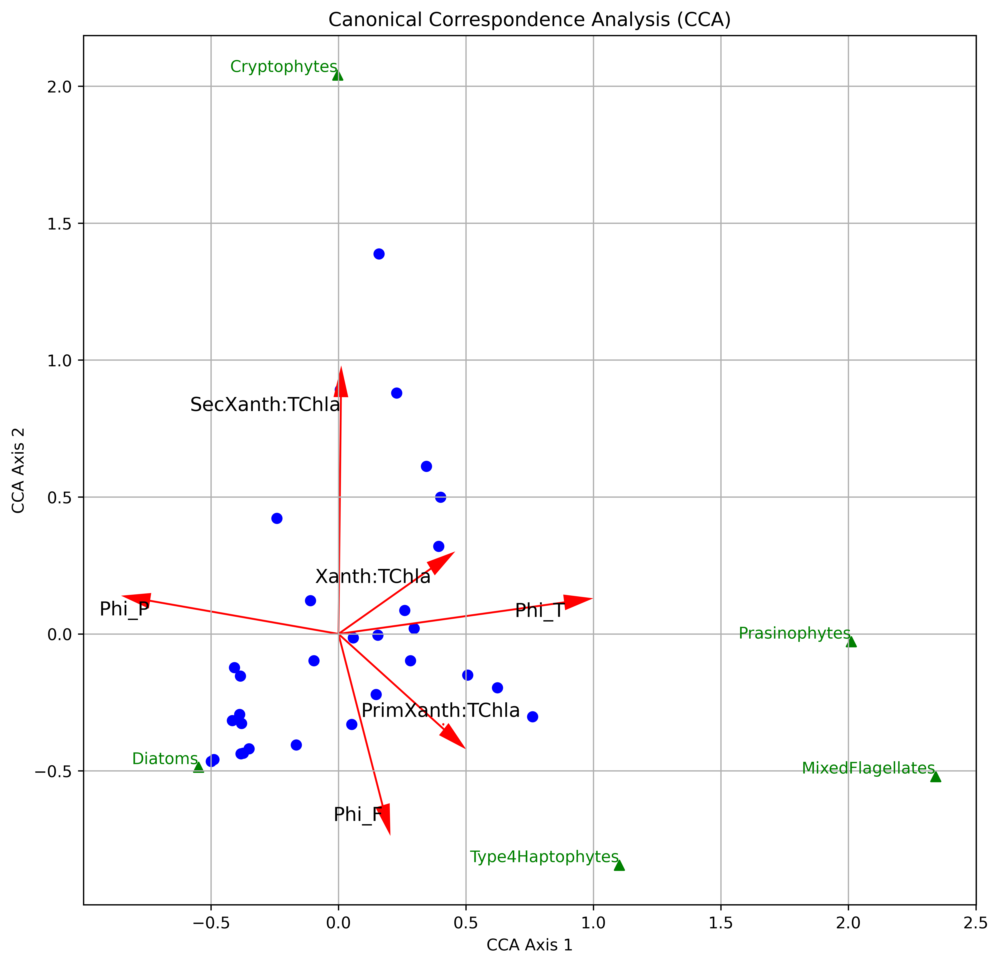 Canonical Correspondence Analysis (CCA)
Cryptophytes
2.0
1.5
1.0
SecXanth:TChla
CCA Axis 2
0.5
Xanth:TChla
Phi_P
Phi_T
0.0
Prasinophytes
PrimXanth:TChla
Diatoms
−0.5
MixedFlagellates
Phi_F
Type4Haptophytes
−0.5 0.0 0.5 1.0 1.5 2.0 2.5
CCA Axis 1